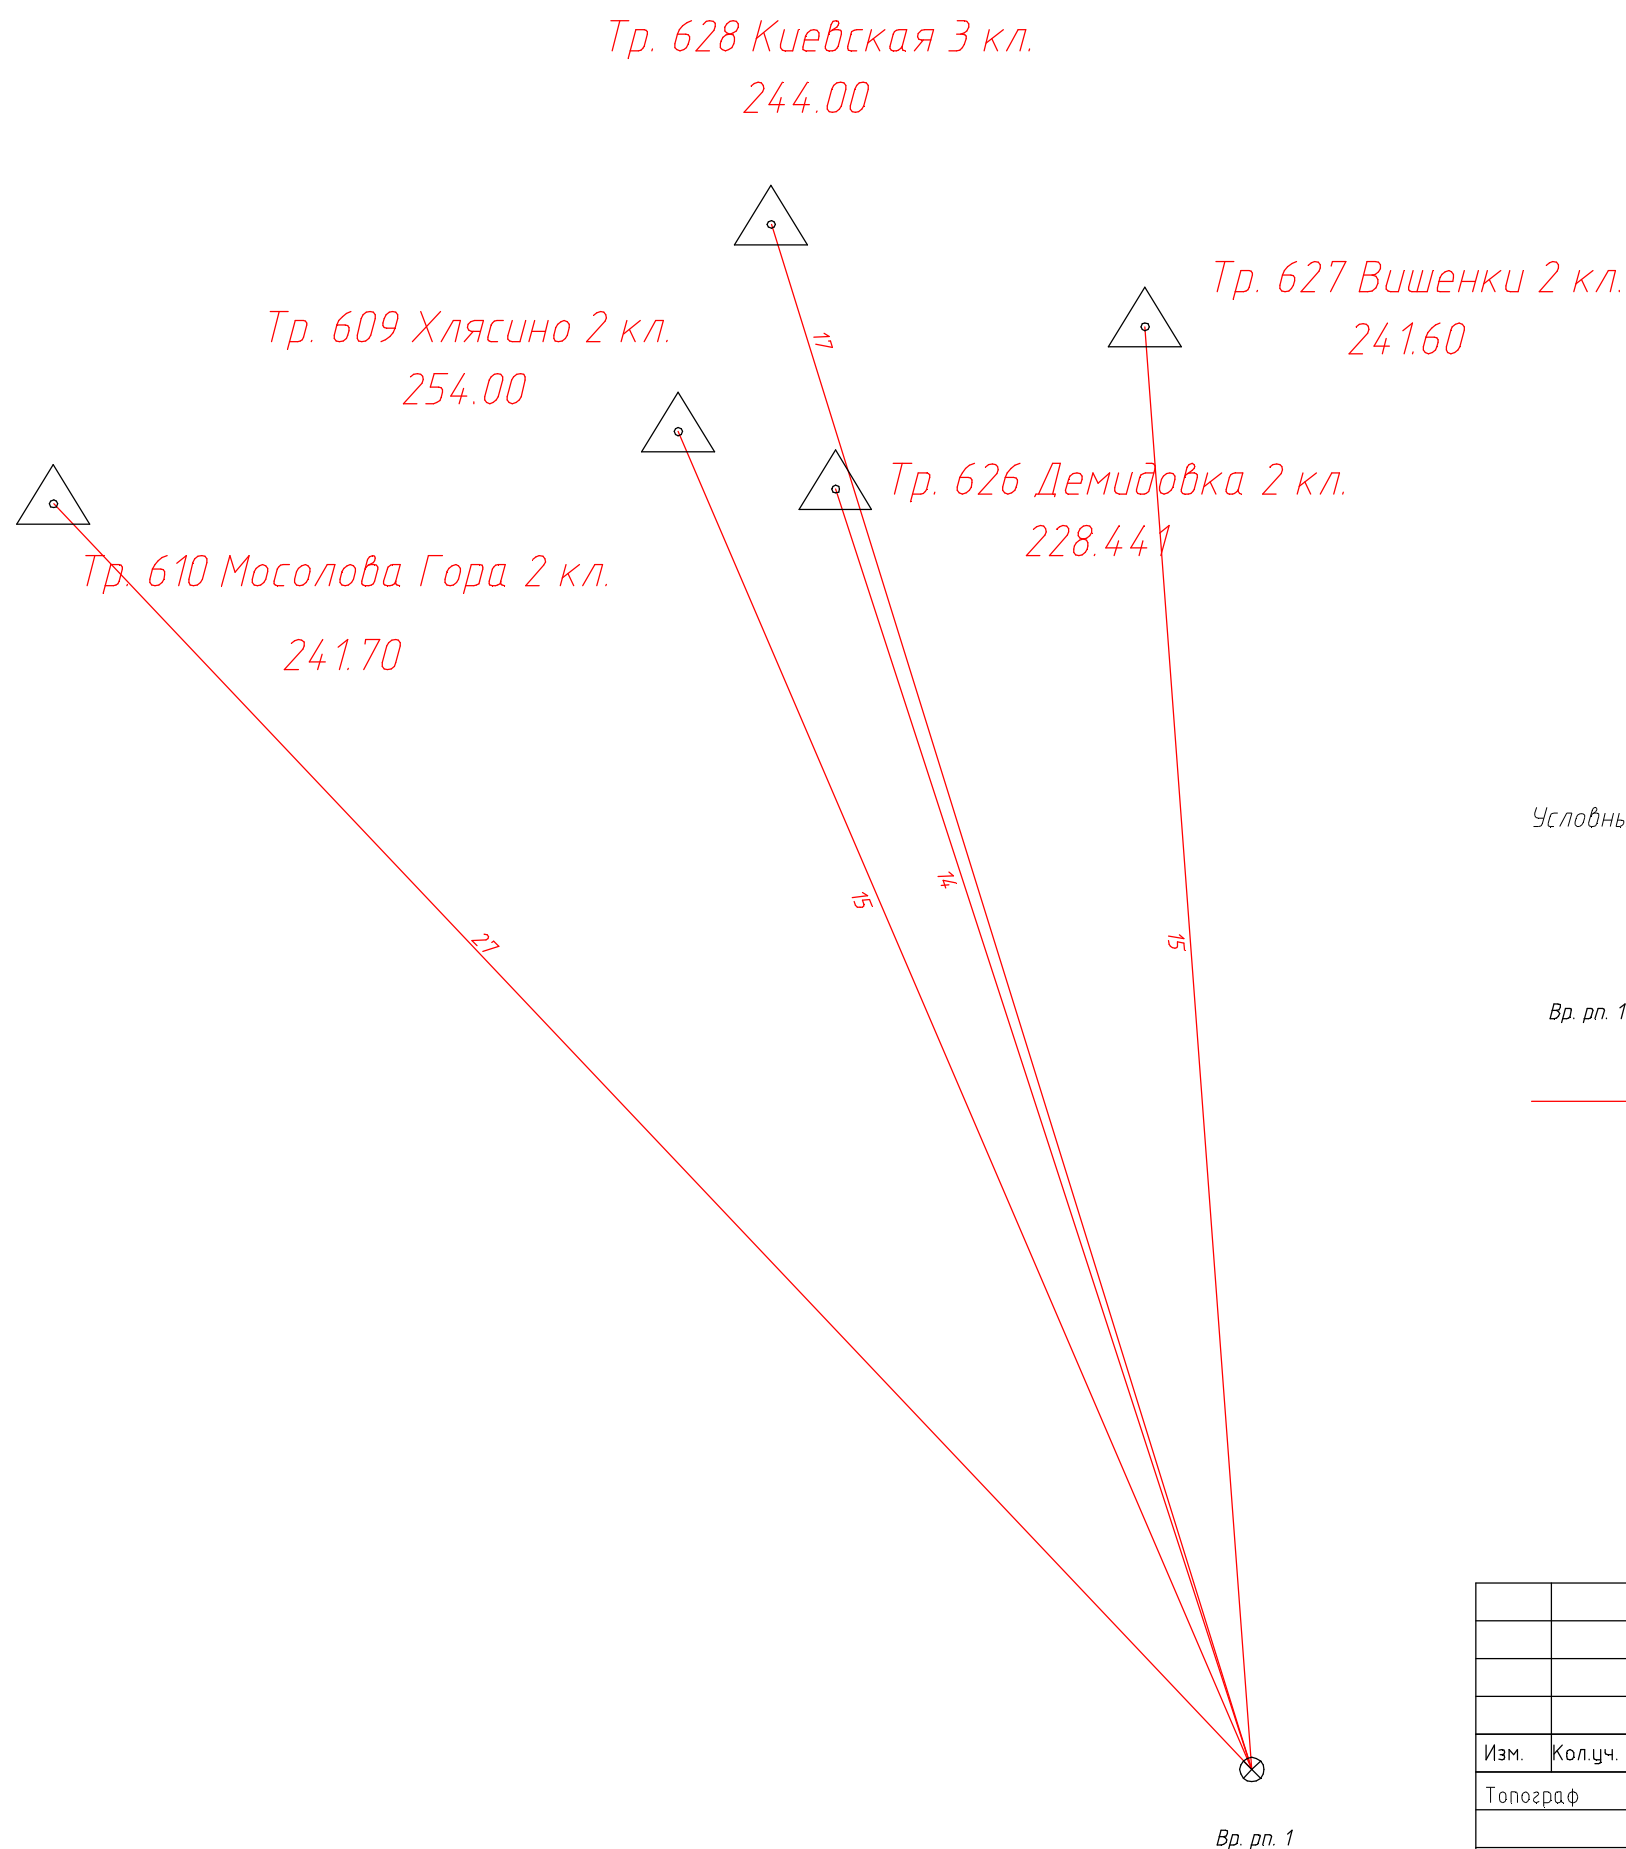 Тр. 628 Киевская 3 кл.
244.00
Тр. 627 Вишенки 2 кл.
241.60
Тр. 609 Хлясино 2 кл.
254.00
17
Тр. 626 Демидовка 2 кл.
228.441
Тр. 610 Мосолова Гора 2 кл.
241.70
Условны
14
15
27
15
Вр. рп. 1
Изм. Кол.уч.
Топограф
Вр. рп. 1